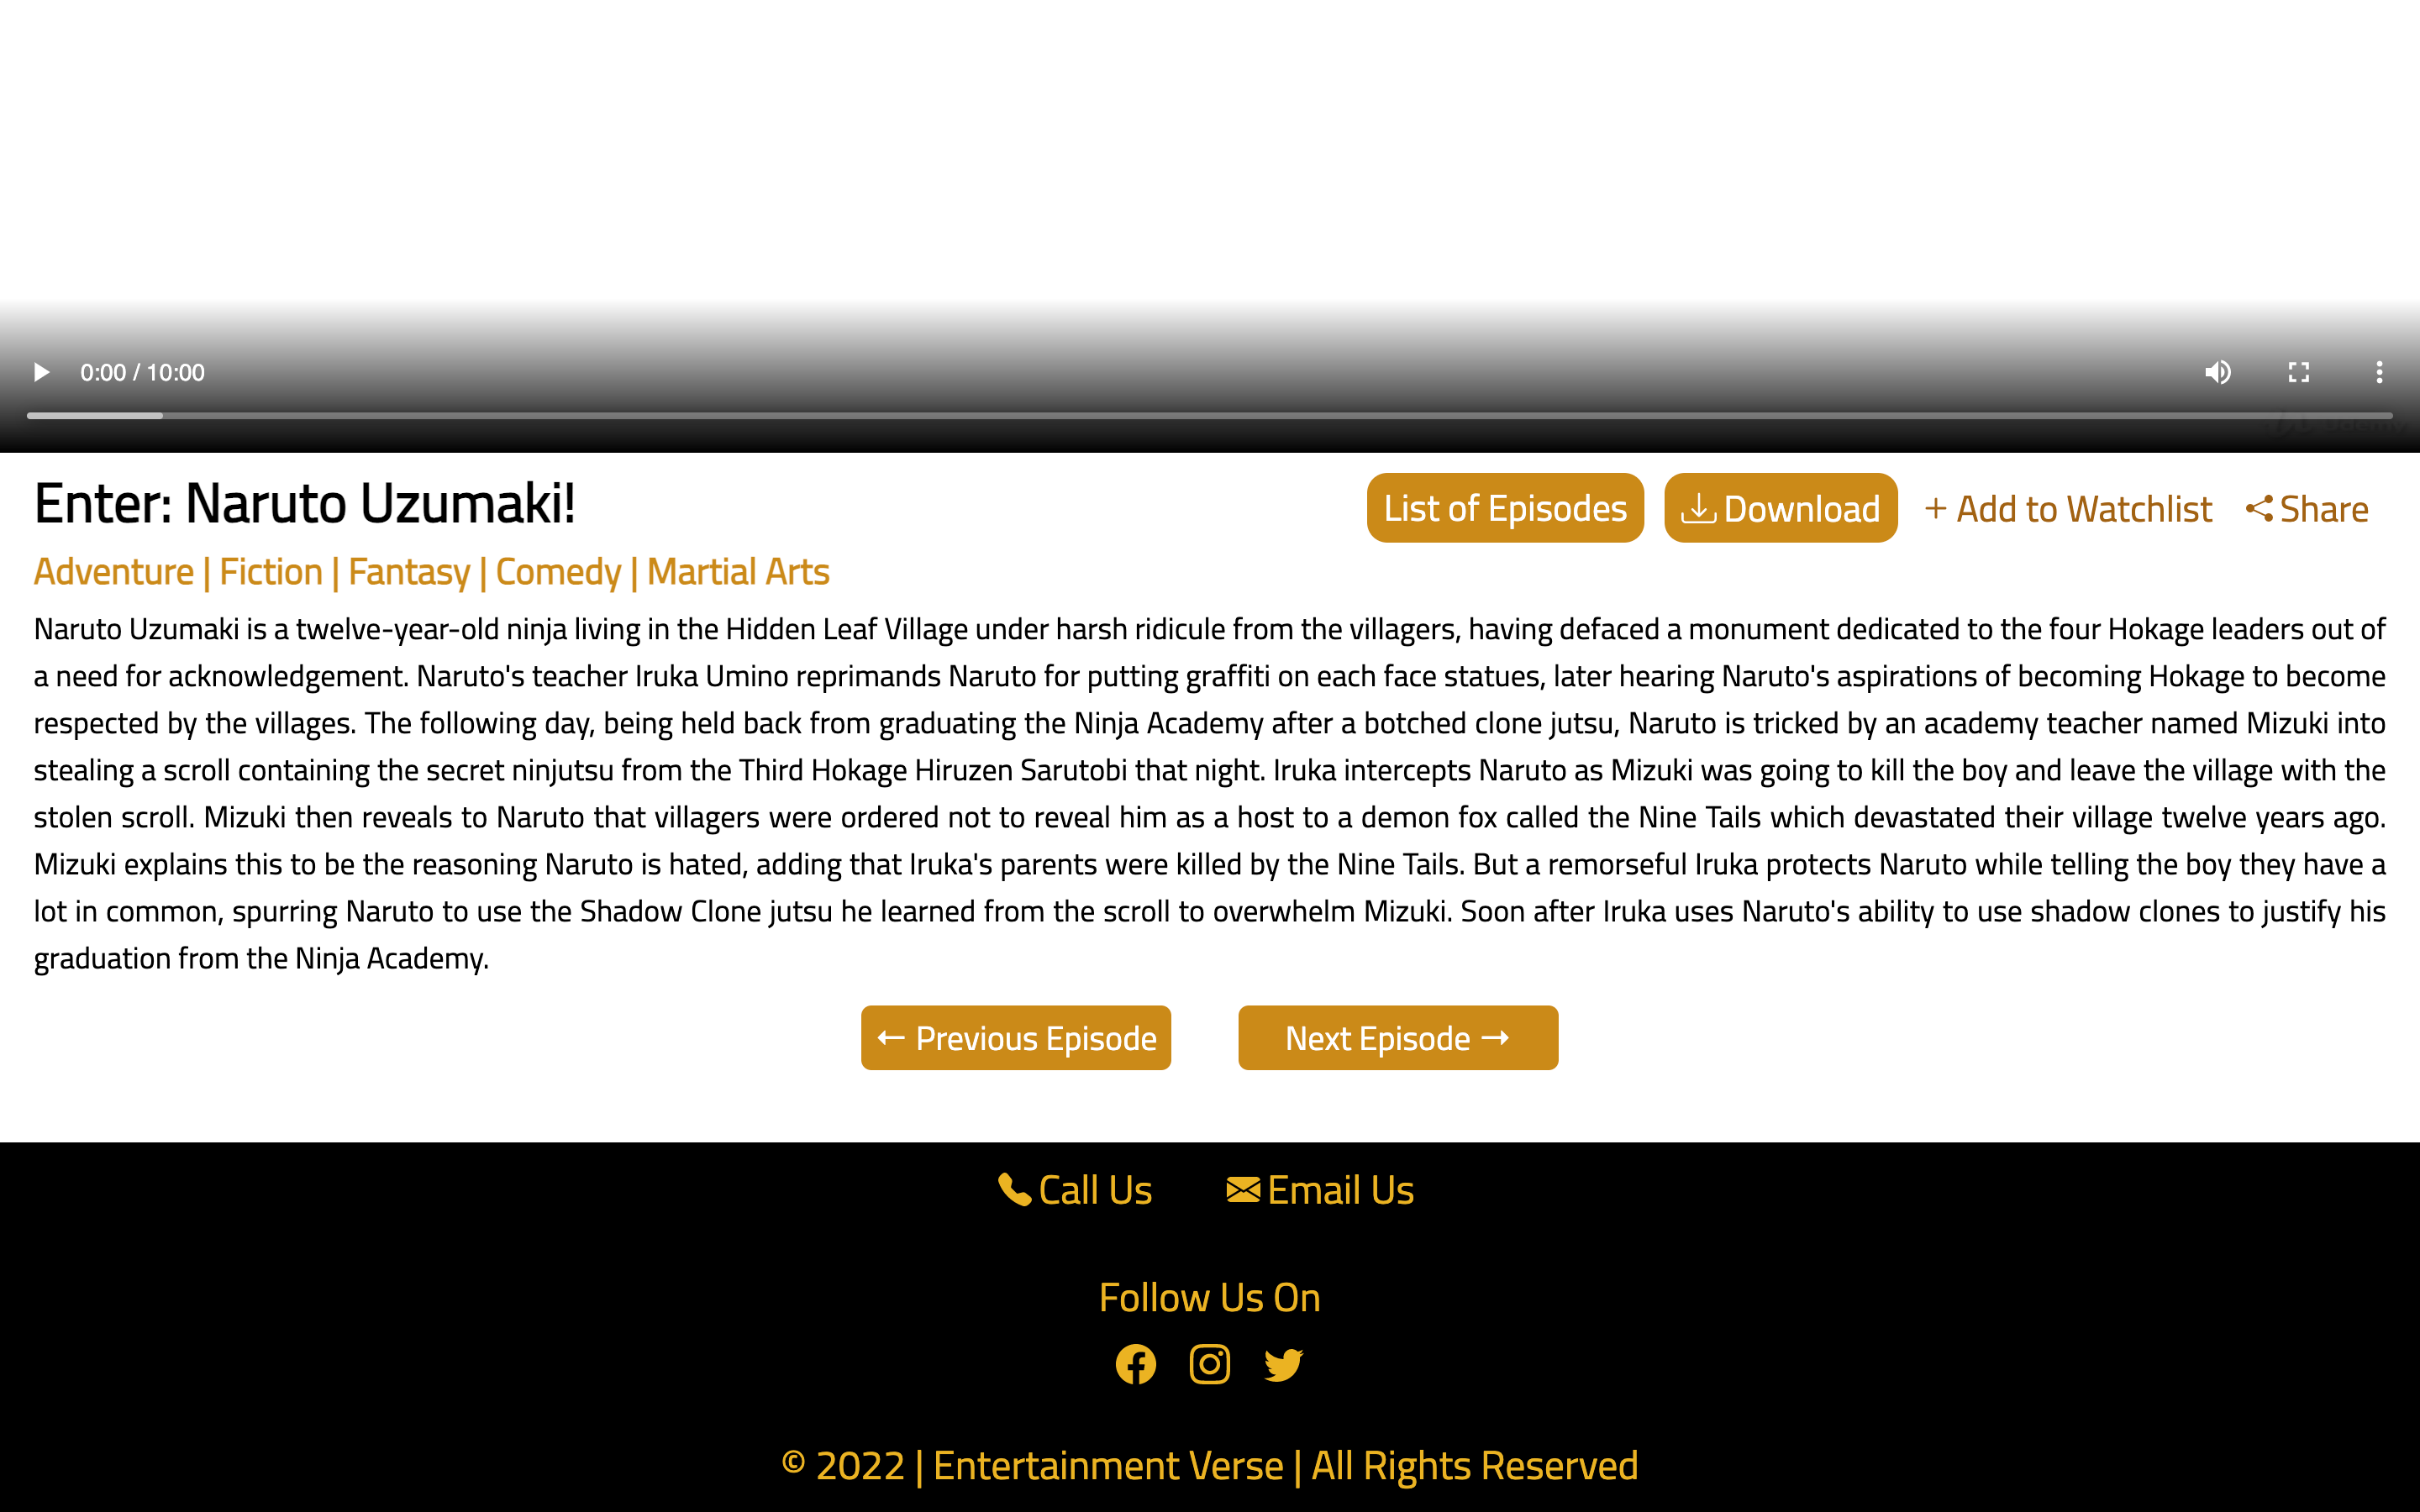 0:00 / 10:00
Enter: Naruto Uzumaki!
List of Episodes
Download
+ Add to Watchlist
Share
Adventure | Fiction | Fantasy | Comedy | Martial Arts
Naruto Uzumaki is a twelve-year-old ninja living in the Hidden Leaf Village under harsh ridicule from the villagers, having defaced a monument dedicated to the four Hokage leaders out of
a need for acknowledgement. Naruto's teacher Iruka Umino reprimands Naruto for putting graffiti on each face statues, later hearing Naruto's aspirations of becoming Hokage to become
respected by the villages. The following day, being held back from graduating the Ninja Academy after a botched clone jutsu, Naruto is tricked by an academy teacher named Mizuki into
stealing a scroll containing the secret ninjutsu from the Third Hokage Hiruzen Sarutobi that night. Iruka intercepts Naruto as Mizuki was going to kill the boy and leave the village with the
stolen scroll. Mizuki then reveals to Naruto that villagers were ordered not to reveal him as a host to a demon fox called the Nine Tails which devastated their village twelve years ago.
Mizuki explains this to be the reasoning Naruto is hated, adding that Iruka's parents were killed by the Nine Tails. But a remorseful Iruka protects Naruto while telling the boy they have a
lot in common, spurring Naruto to use the Shadow Clone jutsu he learned from the scroll to overwhelm Mizuki. Soon after Iruka uses Naruto's ability to use shadow clones to justify his
graduation from the Ninja Academy.
← Previous Episode
Next Episode →
Call Us
Email Us
Follow Us On
© 2022 | Entertainment Verse | All Rights Reserved